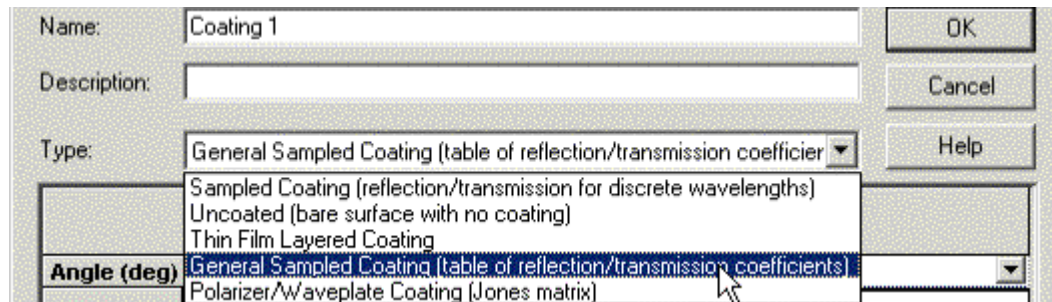 Name:
Coating 1
OK
Description:
Cancel
Type:
General Sampled Coating (table of reflection/transmission coefficier
Help
Sampled Coating (reflection/transmission for discrete wavelengths)
Uncoated (bare surface with no coating)
Thin Film Layered Coating
Angle (deg)
General Sampled Coating (table of reflection/transmission coefficients)
Polarizer/Waveplate Coating (Jones matrix)